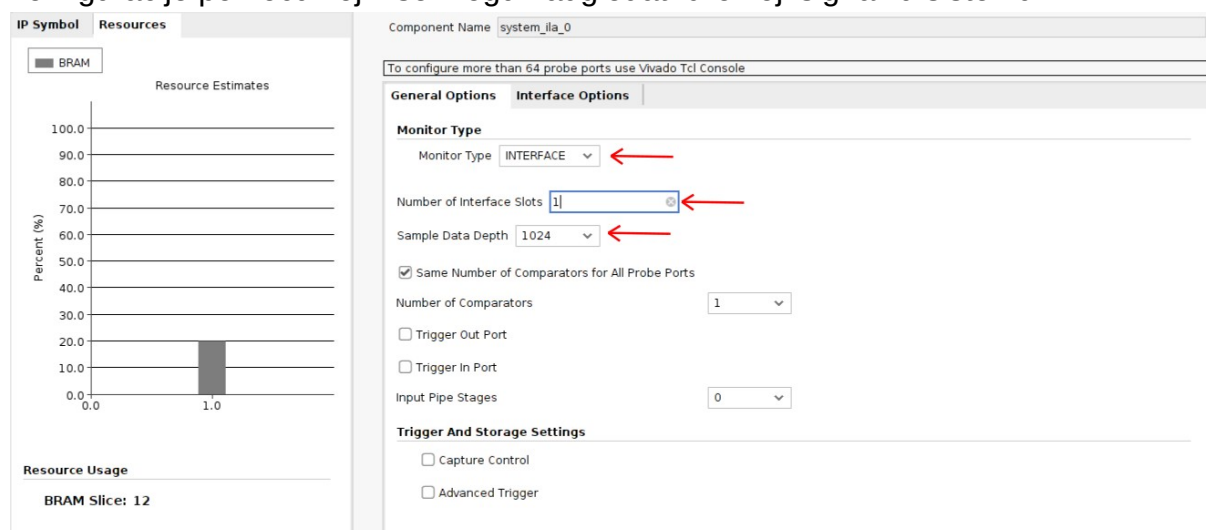 IP Symbol Resources
BRAM
Resource Estimates
Percent (%)
100.0
90.0
80.0
70.0
60.0
50.0
40.0
30.0
20.0
10.0
0.0
0.0 1.0
Resource Usage
BRAM Slice: 12
Component Name system_ila_0
To configure more than 64 probe ports use Vivado Tcl Console
General Options Interface Options
Monitor Type
Monitor Type INTERFACE
Number of Interface Slots 1
Sample Data Depth 1024
Same Number of Comparators for All Probe Ports
Number of Comparators 1
Trigger Out Port
Trigger In Port
Input Pipe Stages 0
Trigger And Storage Settings
Capture Control
Advanced Trigger